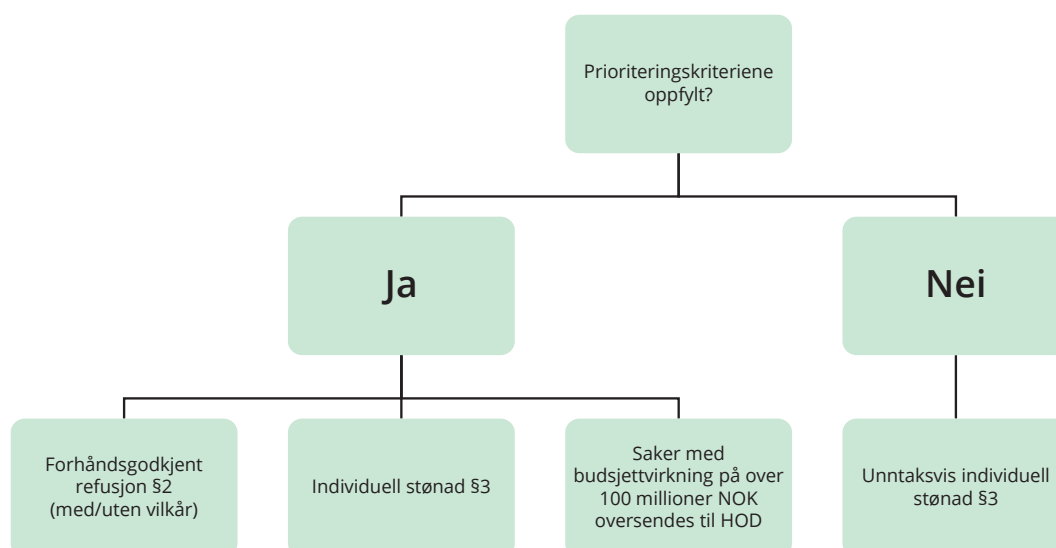 Prioriteringskriteriene
oppfylt?
Ja
Nei
Forhåndsgodkjent
refusjon §2
(med/uten vilkår)
Individuell stønad §3
Saker med
budsjettvirkning på over
100 millioner NOK
oversendes til HOD
Unntaksvis individuell
stønad §3